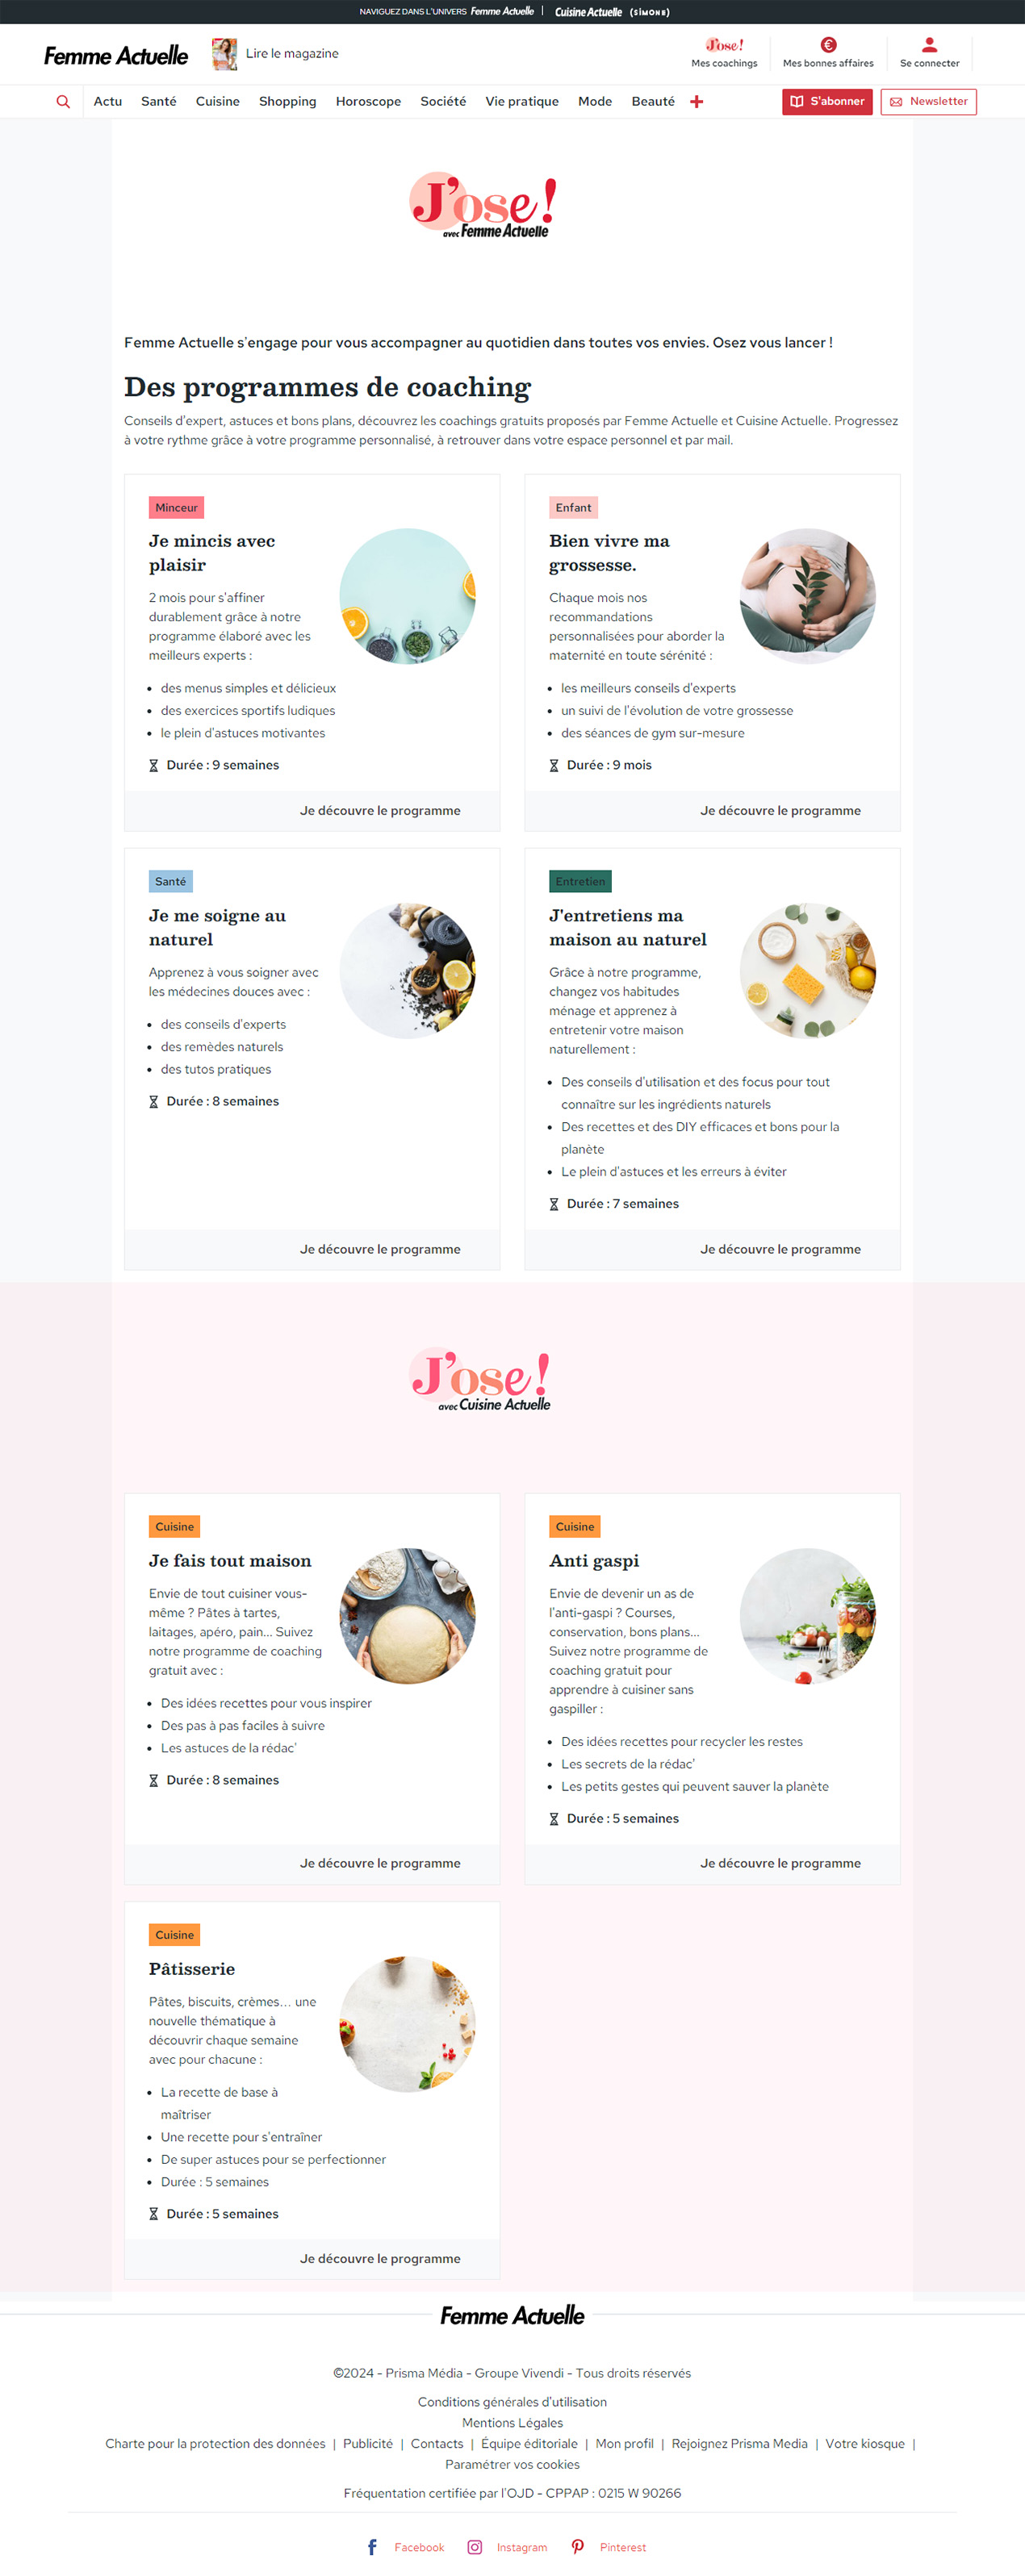 NAVIGUEZ DANS L'UNIVERS Femme Actuelle | Cuisine Actuelle (SIMONE)
Femme Actuelle
Lire le magazine
J'ose!
Mes coachings
Mes bonnes affaires
Se connecter
Actu Santé Cuisine Shopping Horoscope Société Vie pratique Mode Beauté
S'abonner
Newsletter
J'ose !
avec Femme Actuelle
Femme Actuelle s'engage pour vous accompagner au quotidien dans toutes vos envies. Osez vous lancer !
Des programmes de coaching
Conseils d'expert, astuces et bons plans, découvrez les coachings gratuits proposés par Femme Actuelle et Cuisine Actuelle. Progressez
à votre rythme grâce à votre programme personnalisé, à retrouver dans votre espace personnel et par mail.
Minceur
Je mincis avec
plaisir
2 mois pour s'affiner
durablement grâce à notre
programme élaboré avec les
meilleurs experts :
• des menus simples et délicieux
• des exercices sportifs ludiques
• le plein d'astuces motivantes
Durée : 9 semaines
Je découvre le programme
Enfant
Bien vivre ma
grossesse.
Chaque mois nos
recommandations
personnalisées pour aborder la
maternité en toute sérénité :
• les meilleurs conseils d'experts
• un suivi de l'évolution de votre grossesse
• des séances de gym sur-mesure
Durée : 9 mois
Je découvre le programme
Santé
Je me soigne au
naturel
Apprenez à vous soigner avec
les médecines douces avec :
• des conseils d'experts
• des remèdes naturels
• des tutos pratiques
Durée : 8 semaines
Je découvre le programme
Entretien
J'entretiens ma
maison au naturel
Grâce à notre programme,
changez vos habitudes
ménage et apprenez à
entretenir votre maison
naturellement :
• Des conseils d'utilisation et des focus pour tout
connaître sur les ingrédients naturels
• Des recettes et des DIY efficaces et bons pour la
planète
• Le plein d'astuces et les erreurs à éviter
Durée : 7 semaines
Je découvre le programme
J'ose !
avec Cuisine Actuelle
Cuisine
Je fais tout maison
Envie de tout cuisiner vous-
même ? Pâtes à tartes,
laitages, apéro, pain... Suivez
notre programme de coaching
gratuit avec :
• Des idées recettes pour vous inspirer
• Des pas à pas faciles à suivre
• Les astuces de la rédac'
Durée : 8 semaines
Je découvre le programme
Cuisine
Anti gaspi
Envie de devenir un as de
l'anti-gaspi ? Courses,
conservation, bons plans...
Suivez notre programme de
coaching gratuit pour
apprendre à cuisiner sans
gaspiller :
• Des idées recettes pour recycler les restes
• Les secrets de la rédac'
• Les petits gestes qui peuvent sauver la planète
Durée : 5 semaines
Je découvre le programme
Cuisine
Pâtisserie
Pâtes, biscuits, crèmes... une
nouvelle thématique à
découvrir chaque semaine
avec pour chacune :
• La recette de base à
maîtriser
• Une recette pour s'entraîner
• De super astuces pour se perfectionner
• Durée : 5 semaines
Durée : 5 semaines
Je découvre le programme
Femme Actuelle
©2024 - Prisma Média - Groupe Vivendi - Tous droits réservés
Conditions générales d'utilisation
Mentions Légales
Charte pour la protection des données | Publicité | Contacts | Équipe éditoriale | Mon profil | Rejoignez Prisma Media | Votre kiosque |
Paramétrer vos cookies
Fréquentation certifiée par l'OJD - CPPAP : 0215 W 90266
Facebook Instagram Pinterest